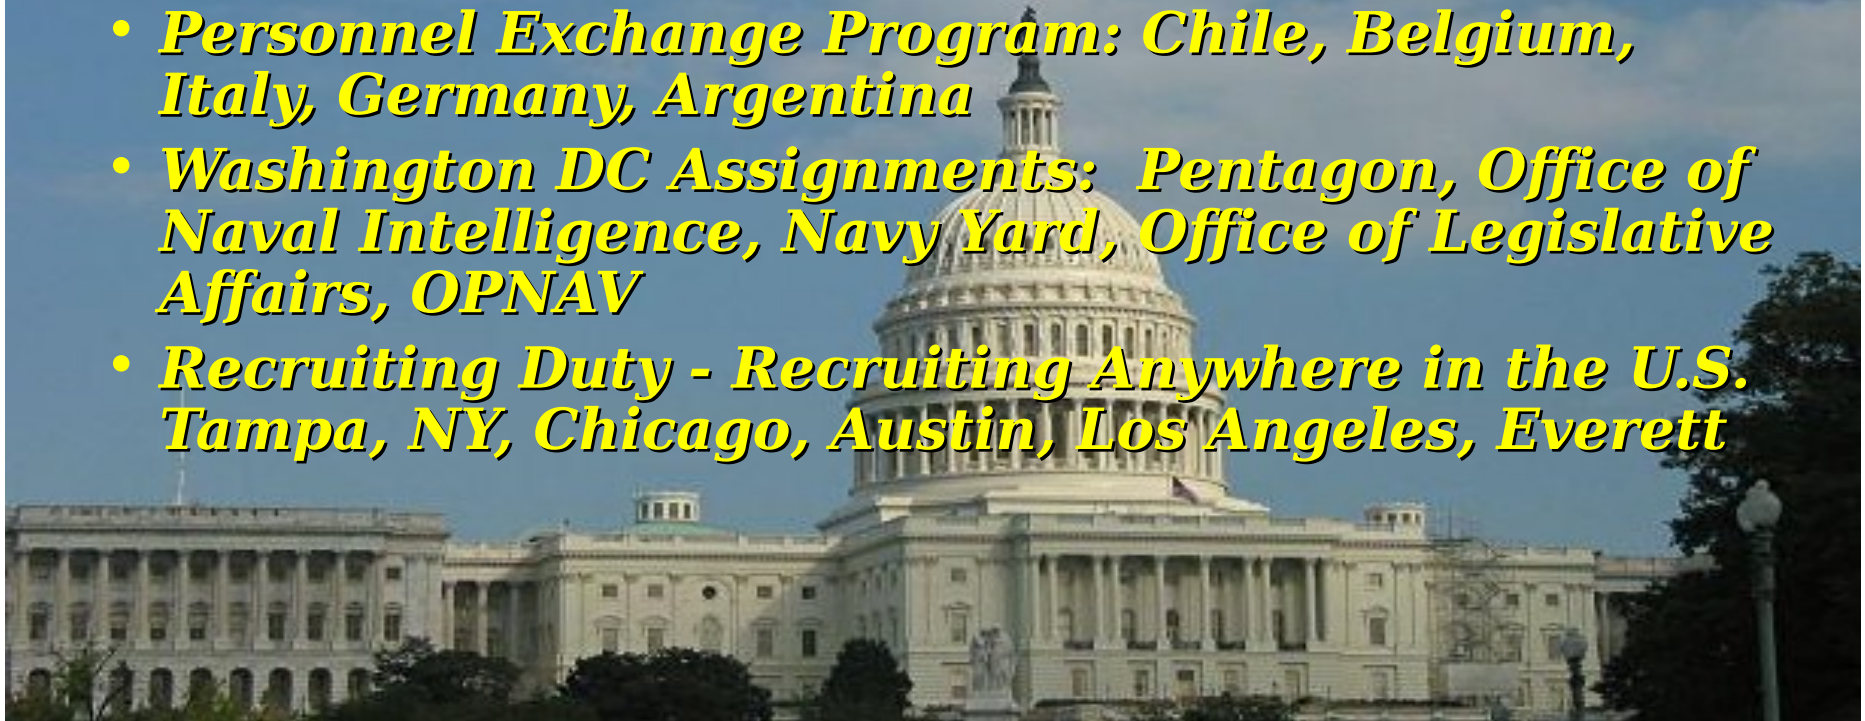 • Personnel Exchange Program: Chile, Belgium,
Italy, Germany, Argentina
• Washington DC Assignments:  Pentagon, Office of
Naval Intelligence, Navy Yard, Office of Legislative
Affairs, OPNAV
• Recruiting Duty - Recruiting Anywhere in the U.S.
Tampa, NY, Chicago, Austin, Los Angeles, Everett